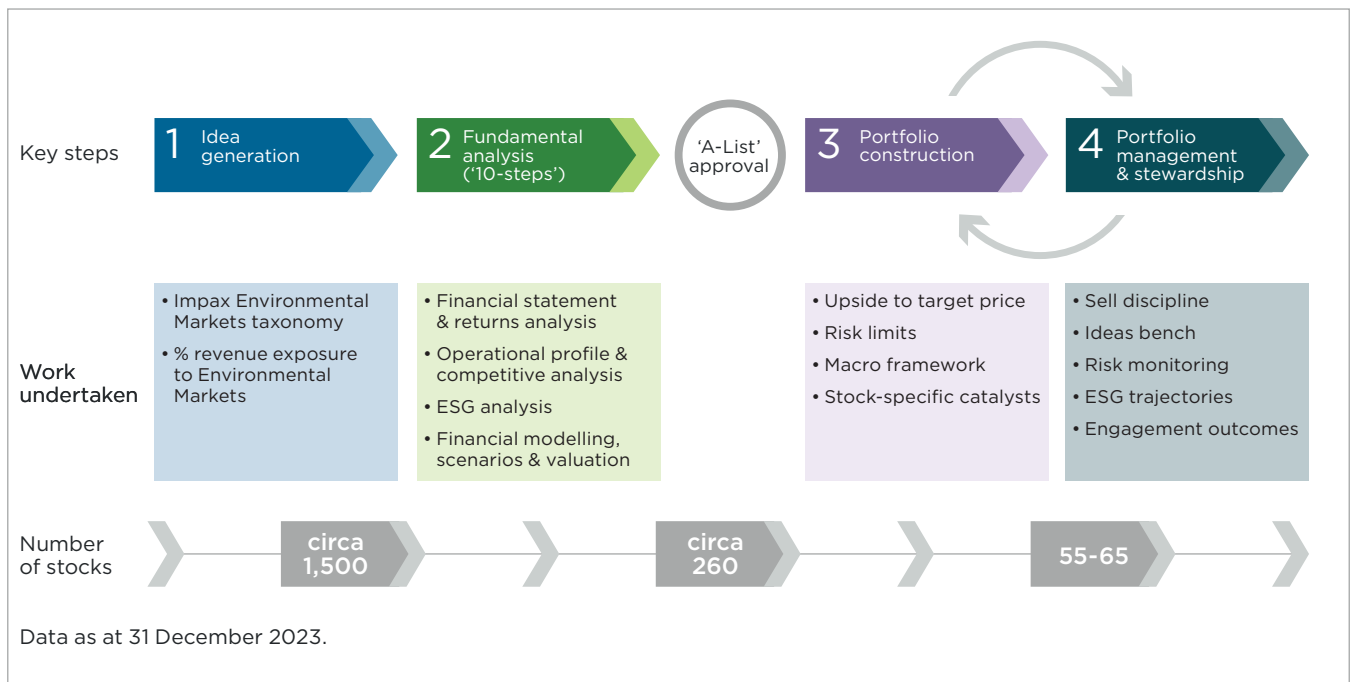 Key steps
1 Idea
generation
2 Fundamental
analysis
(‘10-steps’)
‘A-List’
approval
3 Portfolio
construction
4 Portfolio
management
& stewardship
Work
undertaken
• Impax Environmental
Markets taxonomy
• % revenue exposure
to Environmental
Markets
• Financial statement
& returns analysis
• Operational profile &
competitive analysis
• ESG analysis
• Financial modelling,
scenarios & valuation
• Upside to target price
• Risk limits
• Macro framework
• Stock-specific catalysts
• Sell discipline
• Ideas bench
• Risk monitoring
• ESG trajectories
• Engagement outcomes
Number
of stocks
circa
1,500
circa
260
55-65
Data as at 31 December 2023.